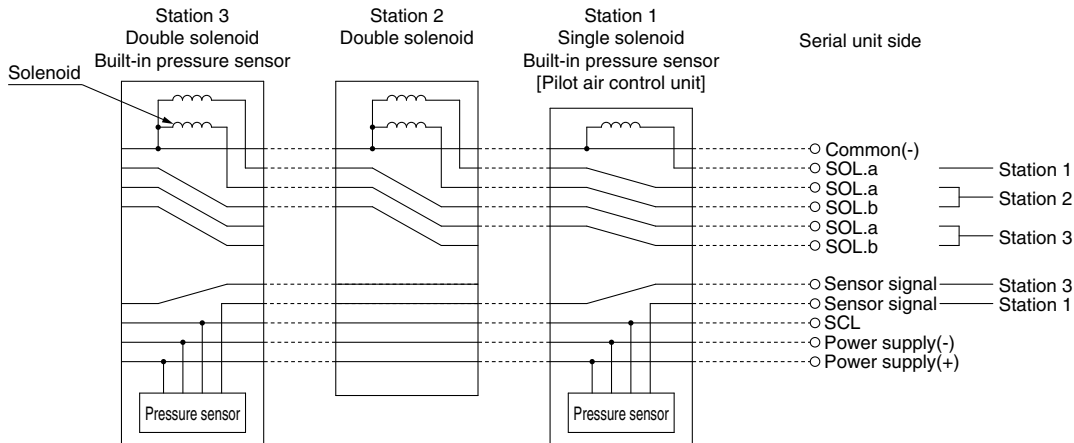 Station 3
Double solenoid
Built-in pressure sensor
Station 2
Double solenoid
Station 1
Single solenoid
Built-in pressure sensor
[Pilot air control unit]
Serial unit side
Solenoid
Common(-)
SOL.a
Station 1
SOL.a
SOL.b
Station 2
SOL.a
SOL.b
Station 3
Sensor signal
Station 3
Sensor signal
Station 1
SCL
Power supply(-)
Power supply(+)
Pressure sensor
Pressure sensor